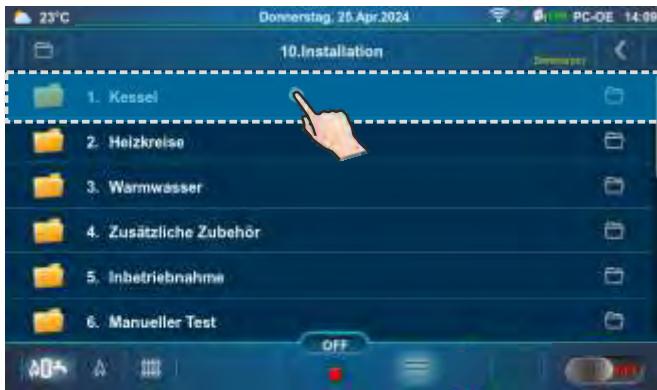 23°C Donnerstag, 25.Apr.2024 PC-OE 14:09
10.Installation
1. Kessel
2. Heizkreise
3. Warmwasser
4. Zusätzliche Zubehör
5. Inbetriebnahme
6. Manueller Test
OFF
OFF